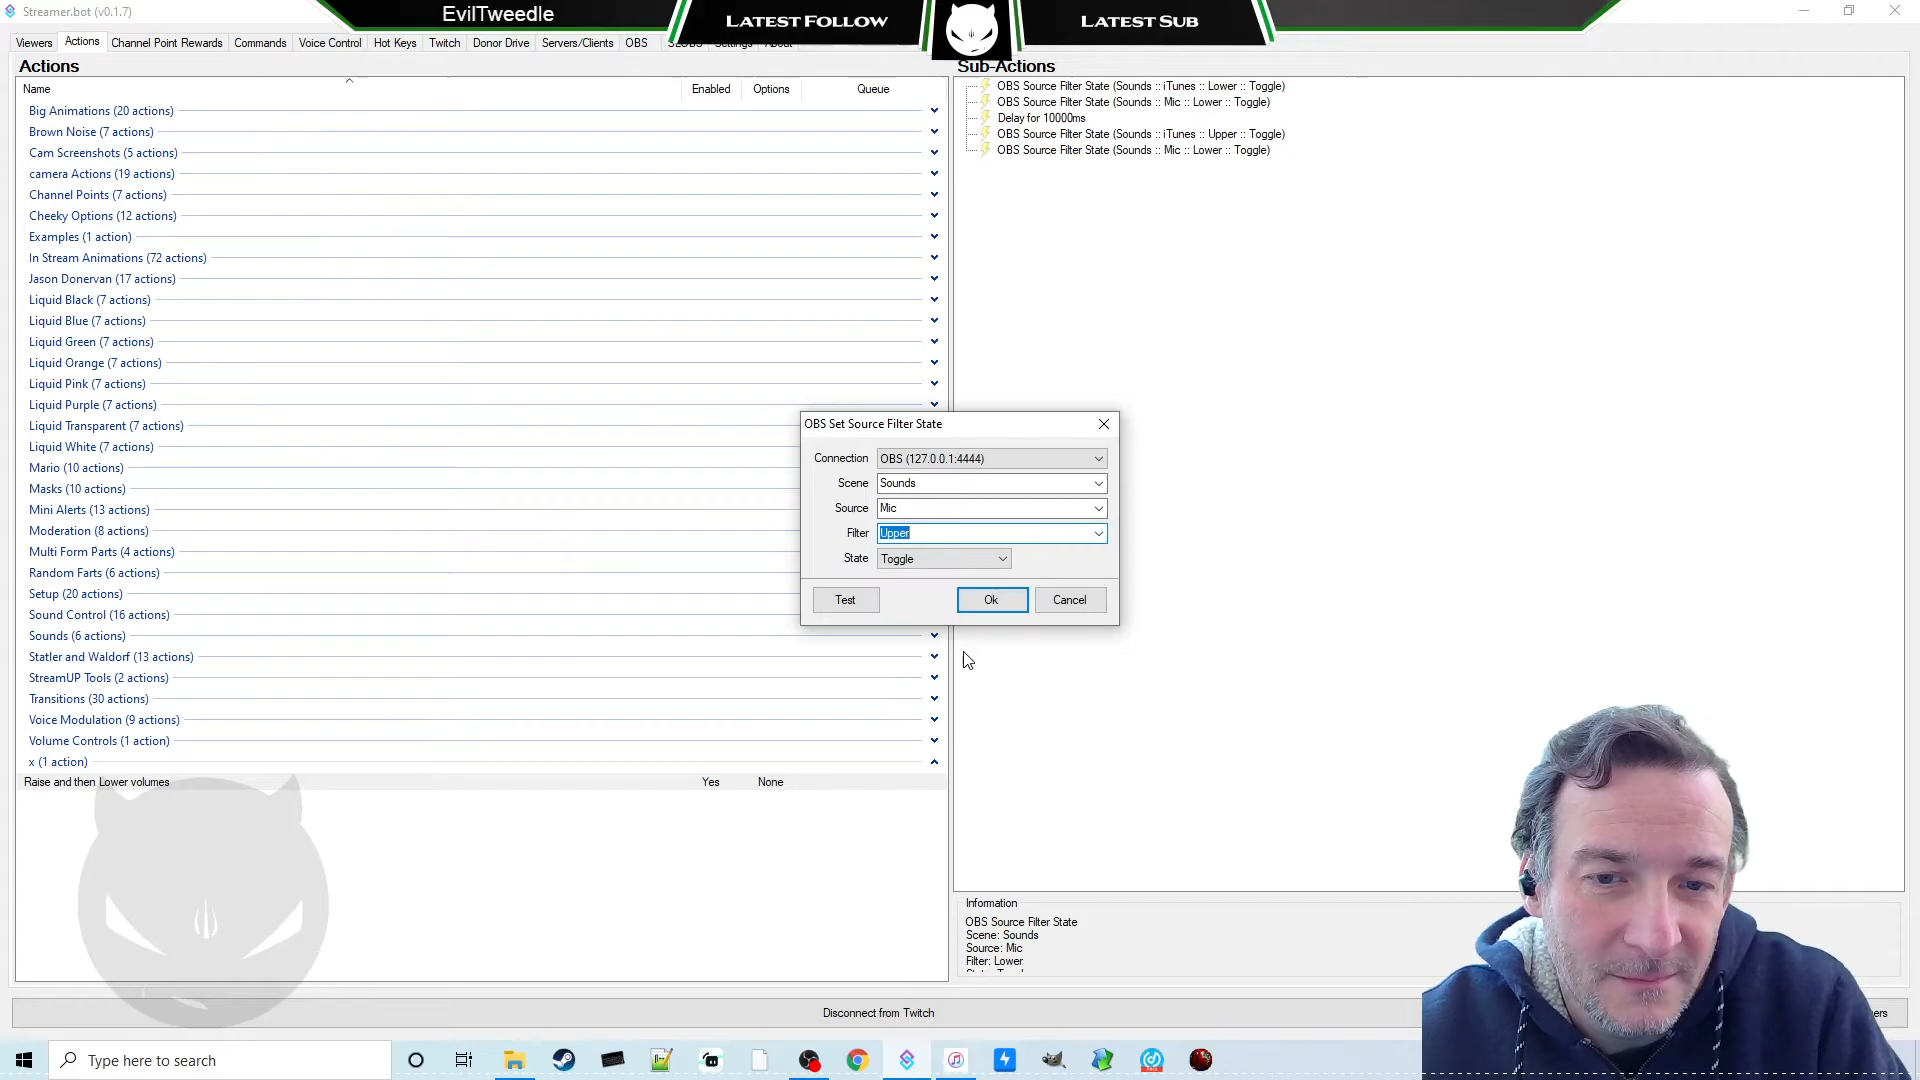 Streamer.bot (v0.1.7)
EvilTweedle
LATEST FOLLOW
LATEST SUB
Viewers Actions Channel Point Rewards Commands Voice Control Hot Keys Twitch Donor Drive Servers/Clients OBS SLOBS Settings About
Actions
Name Enabled Options Queue
Big Animations (20 actions)
Brown Noise (7 actions)
Cam Screenshots (5 actions)
camera Actions (19 actions)
Channel Points (7 actions)
Cheeky Options (12 actions)
Examples (1 action)
In Stream Animations (72 actions)
Jason Donervan (17 actions)
Liquid Black (7 actions)
Liquid Blue (7 actions)
Liquid Green (7 actions)
Liquid Orange (7 actions)
Liquid Pink (7 actions)
Liquid Purple (7 actions)
Liquid Transparent (7 actions)
Liquid White (7 actions)
Mario (10 actions)
Masks (10 actions)
Mini Alerts (13 actions)
Moderation (8 actions)
Multi Form Parts (4 actions)
Random Farts (6 actions)
Setup (20 actions)
Sound Control (16 actions)
Sounds (6 actions)
Statler and Waldorf (13 actions)
StreamUP Tools (2 actions)
Transitions (30 actions)
Voice Modulation (9 actions)
Volume Controls (1 action)
x (1 action)
Raise and then Lower volumes Yes None
Sub-Actions
OBS Source Filter State (Sounds :: iTunes :: Lower :: Toggle)
OBS Source Filter State (Sounds :: Mic :: Lower :: Toggle)
Delay for 10000ms
OBS Source Filter State (Sounds :: iTunes :: Upper :: Toggle)
OBS Source Filter State (Sounds :: Mic :: Lower :: Toggle)
OBS Set Source Filter State
Connection OBS (127.0.0.1:4444)
Scene Sounds
Source Mic
Filter Upper
State Toggle
Test Ok Cancel
Information
OBS Source Filter State
Scene: Sounds
Source: Mic
Filter: Lower
Disconnect from Twitch
Type here to search